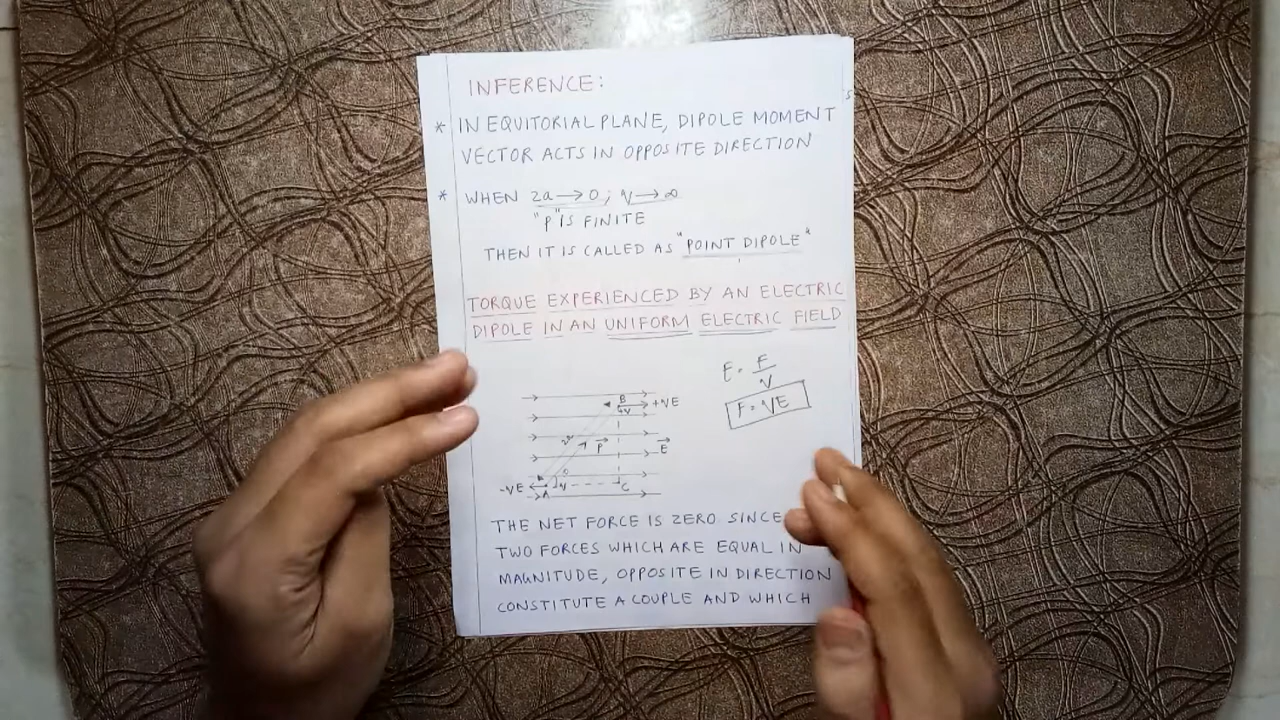 INFERENCE:
* IN EQUITORIAL PLANE, DIPOLE MOMENT
VECTOR ACTS IN OPPOSITE DIRECTION
* WHEN 2a → 0 ; q → ∞
"P" IS FINITE
THEN IT IS CALLED AS "POINT DIPOLE"
TORQUE EXPERIENCED BY AN ELECTRIC
DIPOLE IN AN UNIFORM ELECTRIC FIELD
E = F/q
F = qE
B
+qE
+q
P
E
-qE
A
C
THE NET FORCE IS ZERO SINCE
TWO FORCES WHICH ARE EQUAL IN
MAGNITUDE, OPPOSITE IN DIRECTION
CONSTITUTE A COUPLE AND WHICH